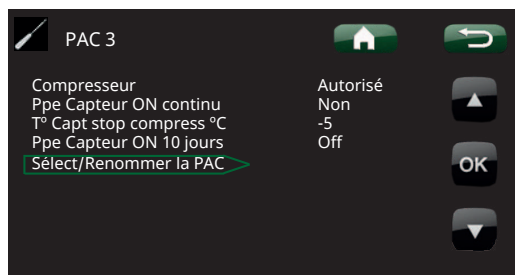 PAC 3
Compresseur Autorisé
Ppe Capteur ON continu Non
T° Capt stop compress °C -5
Ppe Capteur ON 10 jours Off
Sélect/Renommer la PAC
OK